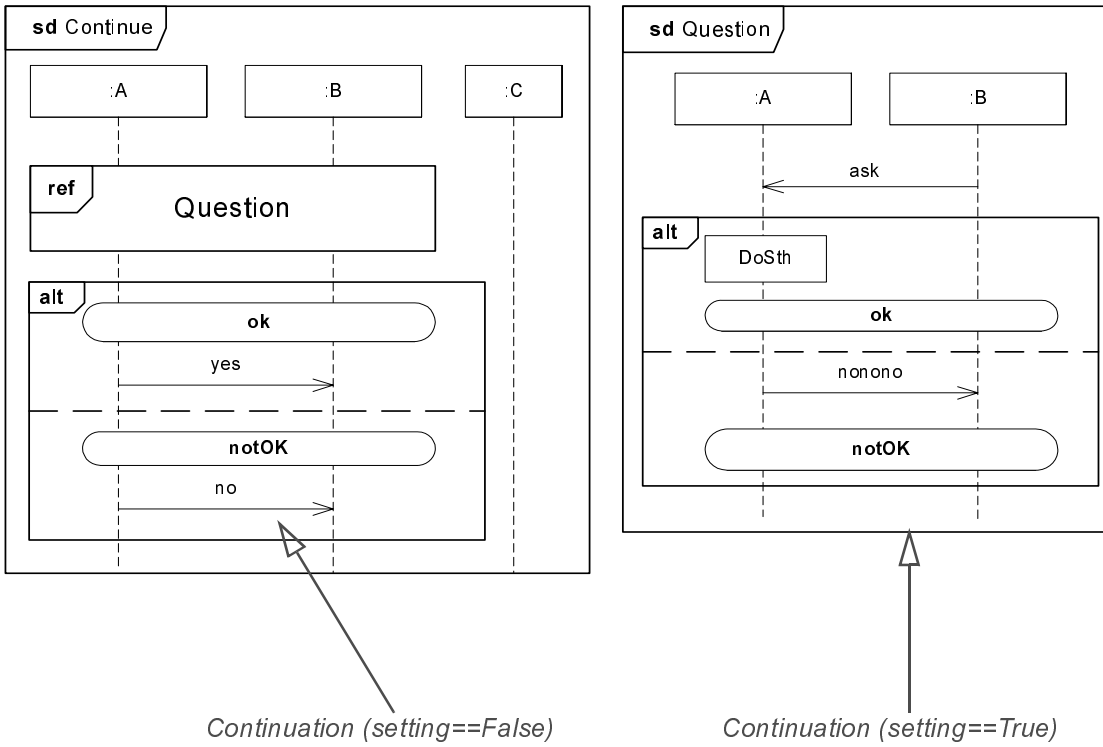 sd Continue
:A
:B
:C
ref
Question
alt
ok
yes
notOK
no
Continuation (setting==False)
sd Question
:A
:B
ask
alt
DoSth
ok
nonono
notOK
Continuation (setting==True)